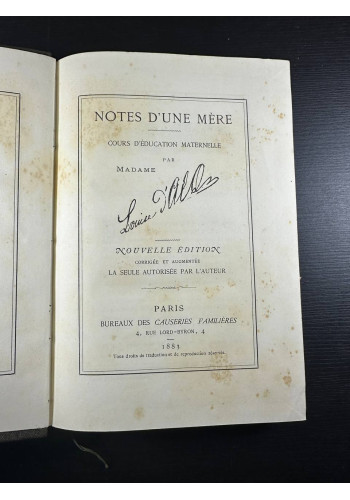 NOTES D'UNE MÈRE
COURS D'ÉDUCATION MATERNELLE
PAR
MADAME
Louise d'Alq
NOUVELLE ÉDITION
CORRIGÉE ET AUGMENTÉE
LA SEULE AUTORISÉE PAR L'AUTEUR
PARIS
BUREAUX DES CAUSERIES FAMILIÈRES
4, RUE LORD-BYRON, 4
1883
Tous droits de traduction et de reproduction réservés.